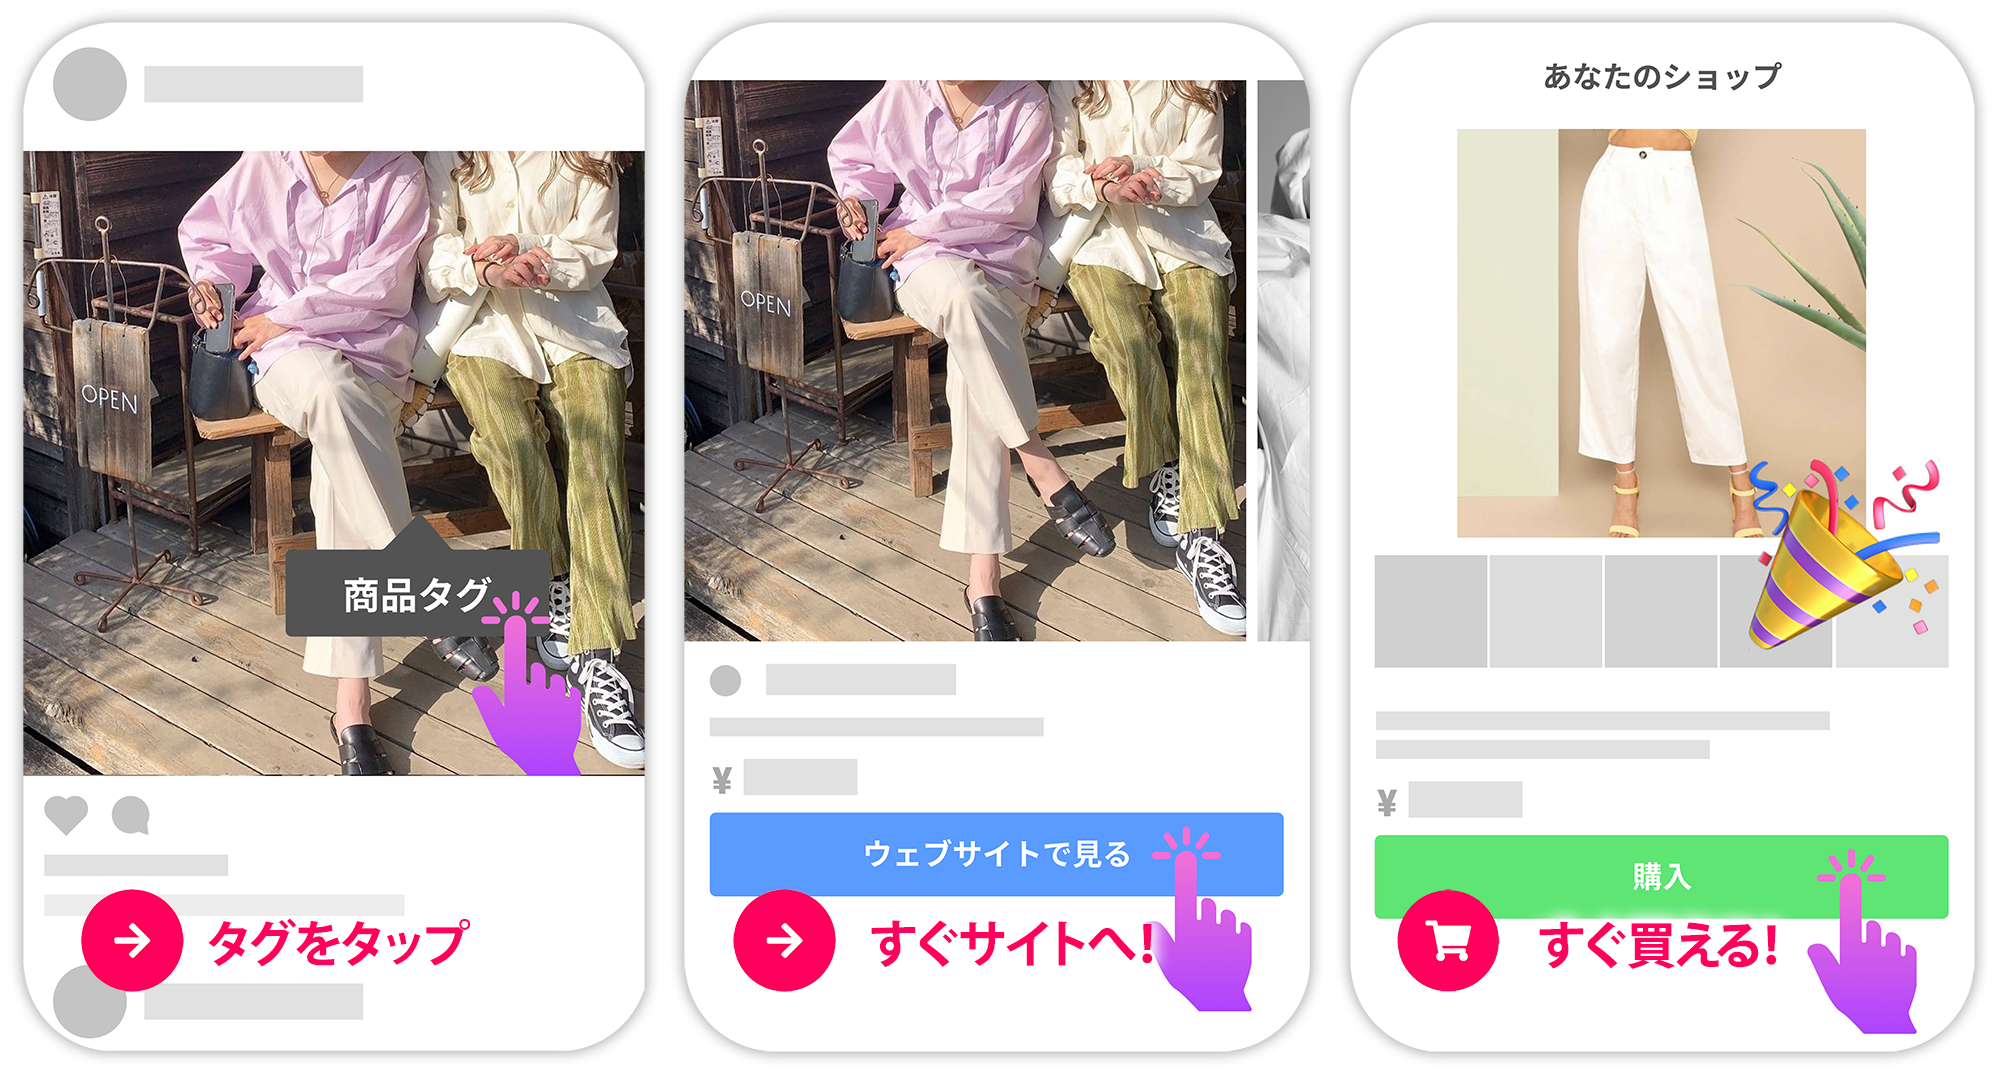 OPEN
商品タグ
タグをタップ
OPEN
¥
ウェブサイトで見る
すぐサイトへ!
あなたのショップ
¥
購入
すぐ買える!